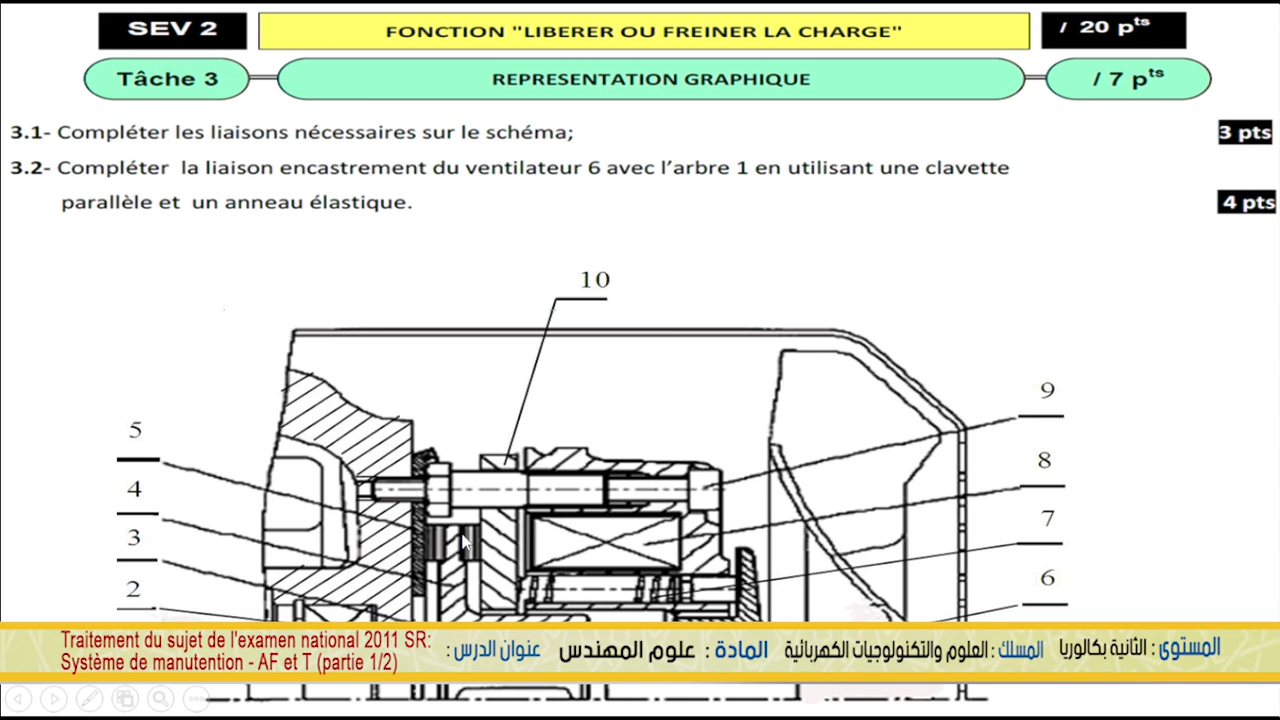 SEV 2
FONCTION "LIBERER OU FREINER LA CHARGE"
/ 20 pts
Tâche 3
REPRESENTATION GRAPHIQUE
/ 7 pts
3.1- Compléter les liaisons nécessaires sur le schéma;
3 pts
3.2- Compléter la liaison encastrement du ventilateur 6 avec l’arbre 1 en utilisant une clavette
parallèle et un anneau élastique.
4 pts
10
9
5
8
4
7
3
6
2
المستوى : الثانية بكالوريا
المسلك : العلوم والتكنولوجيات الكهربائية
المادة : علوم المهندس
عنوان الدرس :
Traitement du sujet de l'examen national 2011 SR:
Système de manutention - AF et T (partie 1/2)